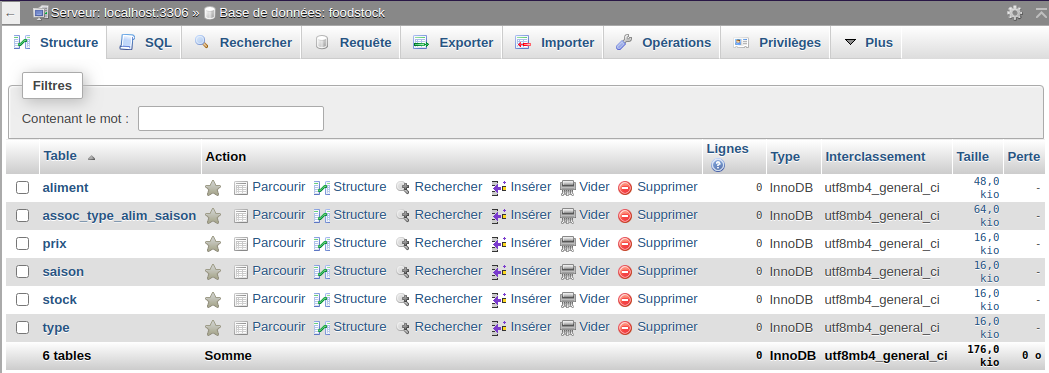 ← Serveur: localhost:3306 » Base de données: foodstock
Structure SQL Rechercher Requête Exporter Importer Opérations Privilèges Plus
Filtres
Contenant le mot :
Table Action Lignes Type Interclassement Taille Perte
aliment Parcourir Structure Rechercher Insérer Vider Supprimer 0 InnoDB utf8mb4_general_ci 48,0 kio -
assoc_type_alim_saison Parcourir Structure Rechercher Insérer Vider Supprimer 0 InnoDB utf8mb4_general_ci 64,0 kio -
prix Parcourir Structure Rechercher Insérer Vider Supprimer 0 InnoDB utf8mb4_general_ci 16,0 kio -
saison Parcourir Structure Rechercher Insérer Vider Supprimer 0 InnoDB utf8mb4_general_ci 16,0 kio -
stock Parcourir Structure Rechercher Insérer Vider Supprimer 0 InnoDB utf8mb4_general_ci 16,0 kio -
type Parcourir Structure Rechercher Insérer Vider Supprimer 0 InnoDB utf8mb4_general_ci 16,0 kio -
6 tables Somme 0 InnoDB utf8mb4_general_ci 176,0 kio 0 o